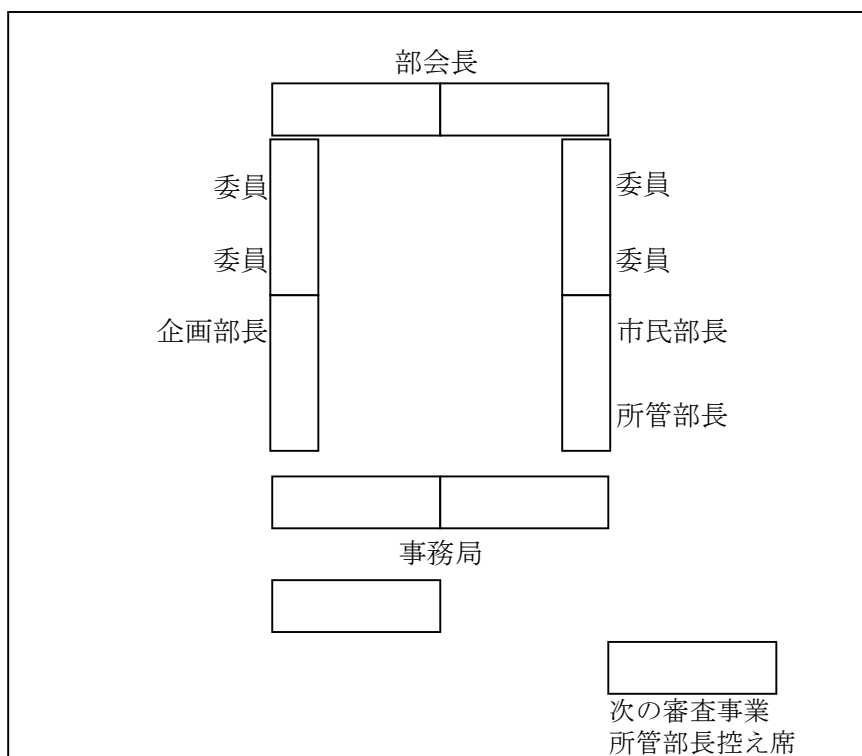 部会長
委員
委員
委員
委員
企画部長
市民部長
所管部長
事務局
次の審査事業
所管部長控え席